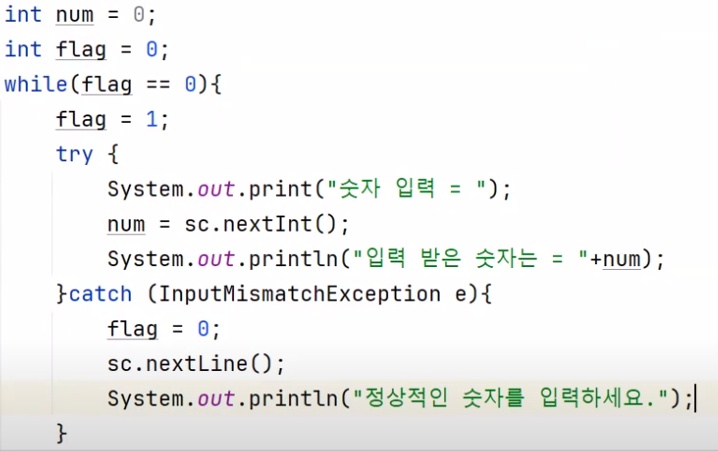 int num = 0;
int flag = 0;
while(flag == 0){
    flag = 1;
    try {
        System.out.print("숫자 입력 = ");
        num = sc.nextInt();
        System.out.println("입력 받은 숫자는 = "+num);
    }catch (InputMismatchException e){
        flag = 0;
        sc.nextLine();
        System.out.println("정상적인 숫자를 입력하세요.");
    }